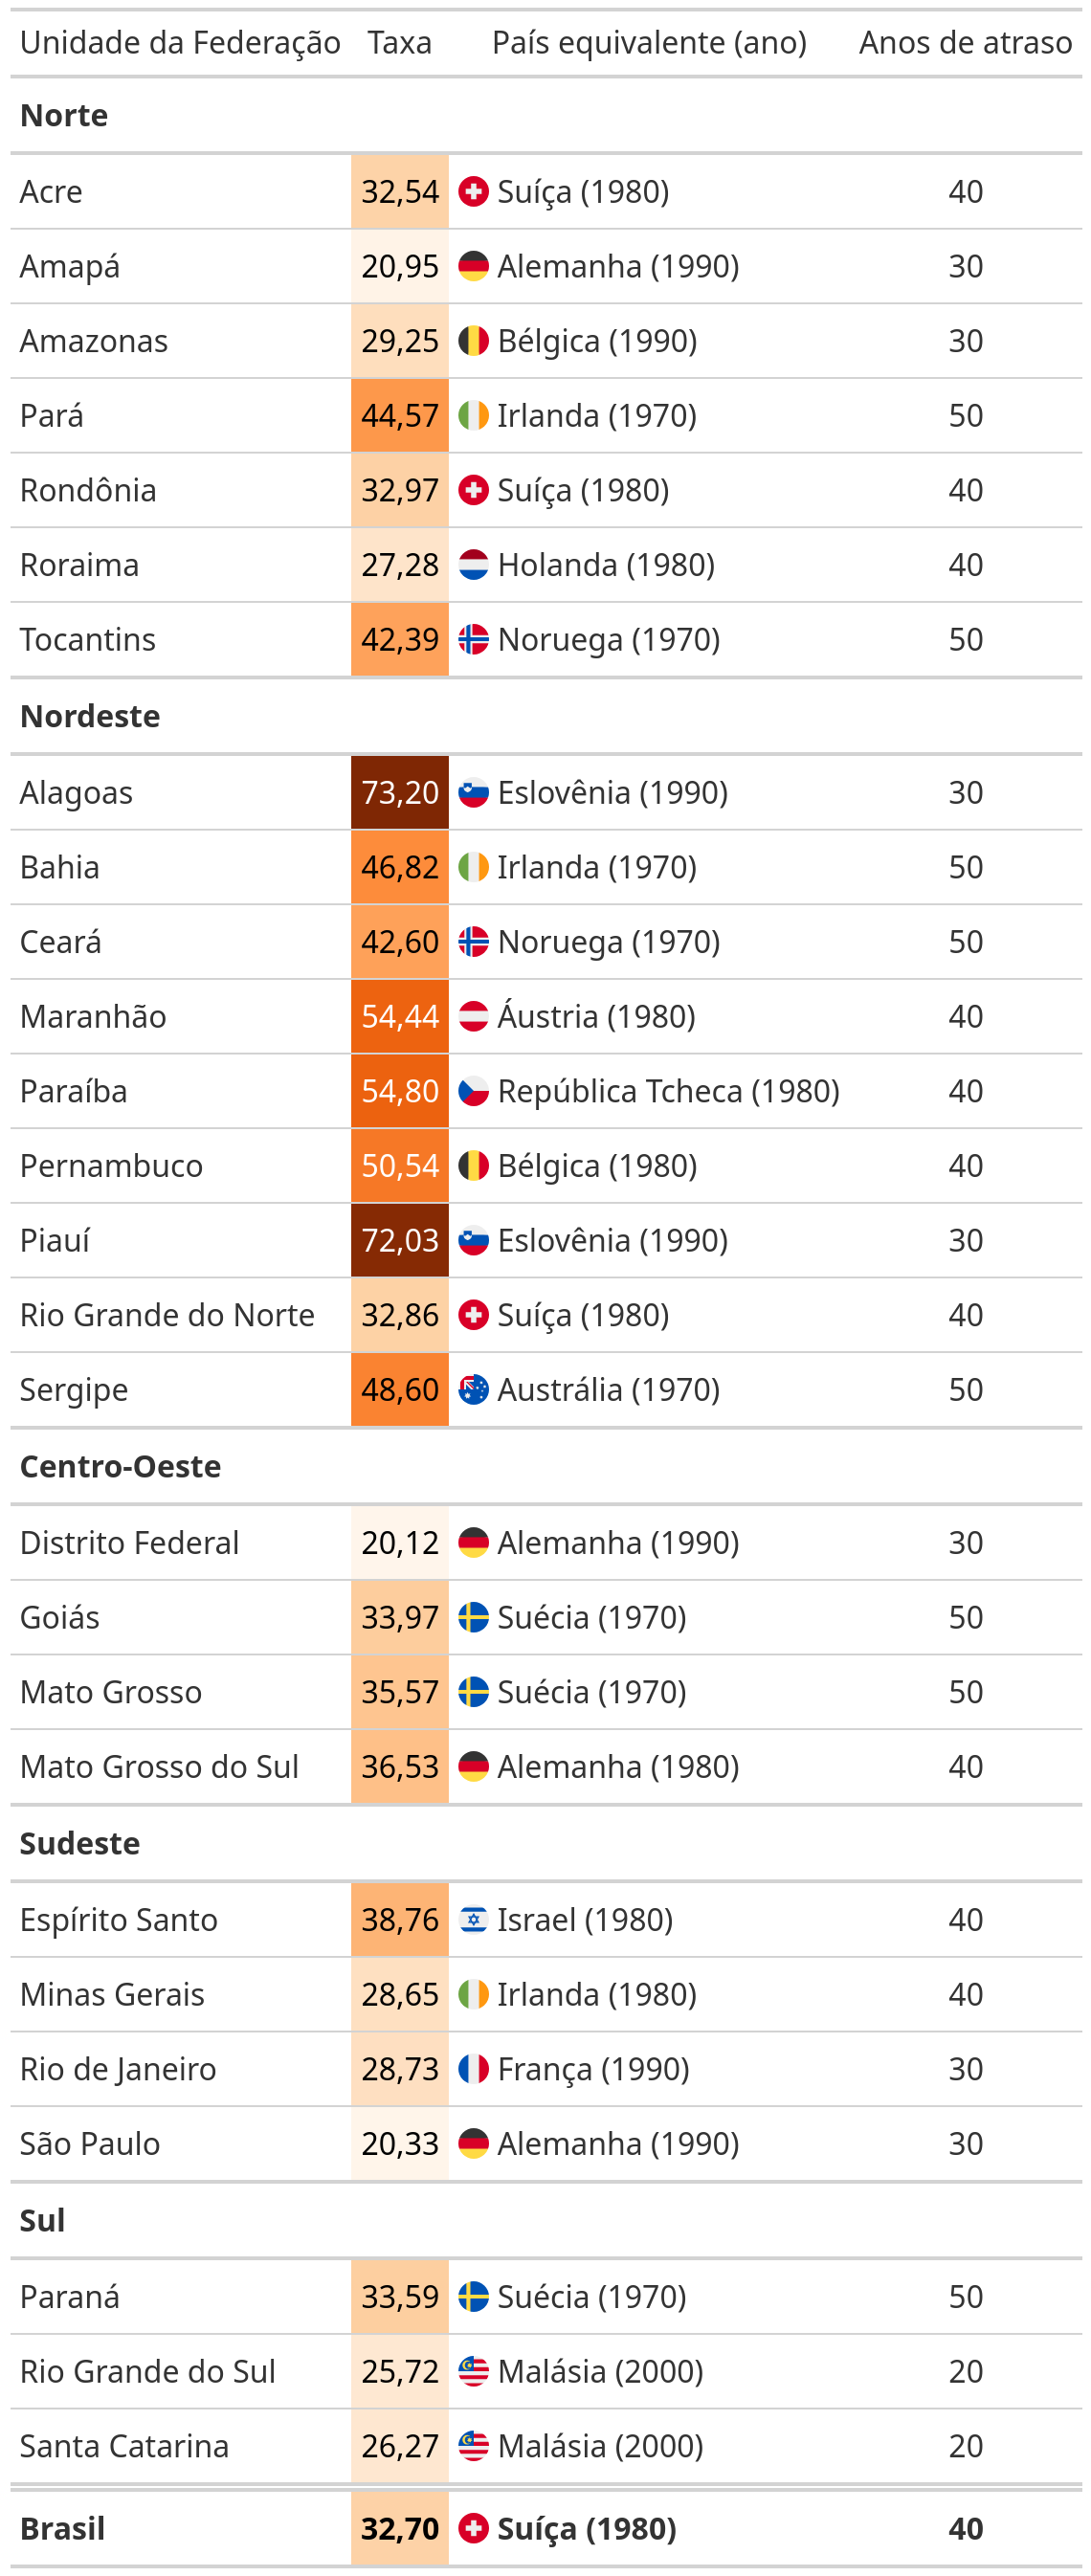 Unidade da Federação Taxa País equivalente (ano) Anos de atraso
Norte
Acre 32,54 Suíça (1980) 40
Amapá 20,95 Alemanha (1990) 30
Amazonas 29,25 Bélgica (1990) 30
Pará 44,57 Irlanda (1970) 50
Rondônia 32,97 Suíça (1980) 40
Roraima 27,28 Holanda (1980) 40
Tocantins 42,39 Noruega (1970) 50
Nordeste
Alagoas 73,20 Eslovênia (1990) 30
Bahia 46,82 Irlanda (1970) 50
Ceará 42,60 Noruega (1970) 50
Maranhão 54,44 Áustria (1980) 40
Paraíba 54,80 República Tcheca (1980) 40
Pernambuco 50,54 Bélgica (1980) 40
Piauí 72,03 Eslovênia (1990) 30
Rio Grande do Norte 32,86 Suíça (1980) 40
Sergipe 48,60 Austrália (1970) 50
Centro-Oeste
Distrito Federal 20,12 Alemanha (1990) 30
Goiás 33,97 Suécia (1970) 50
Mato Grosso 35,57 Suécia (1970) 50
Mato Grosso do Sul 36,53 Alemanha (1980) 40
Sudeste
Espírito Santo 38,76 Israel (1980) 40
Minas Gerais 28,65 Irlanda (1980) 40
Rio de Janeiro 28,73 França (1990) 30
São Paulo 20,33 Alemanha (1990) 30
Sul
Paraná 33,59 Suécia (1970) 50
Rio Grande do Sul 25,72 Malásia (2000) 20
Santa Catarina 26,27 Malásia (2000) 20
Brasil 32,70 Suíça (1980) 40